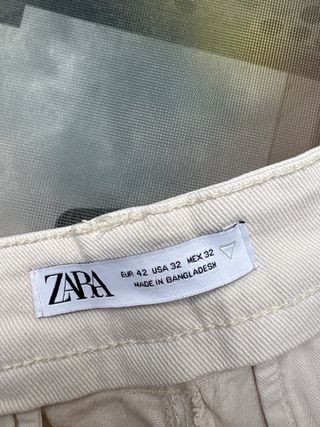 ZARA
EUR 42 USA 32 MEX 32
MADE IN BANGLADESH